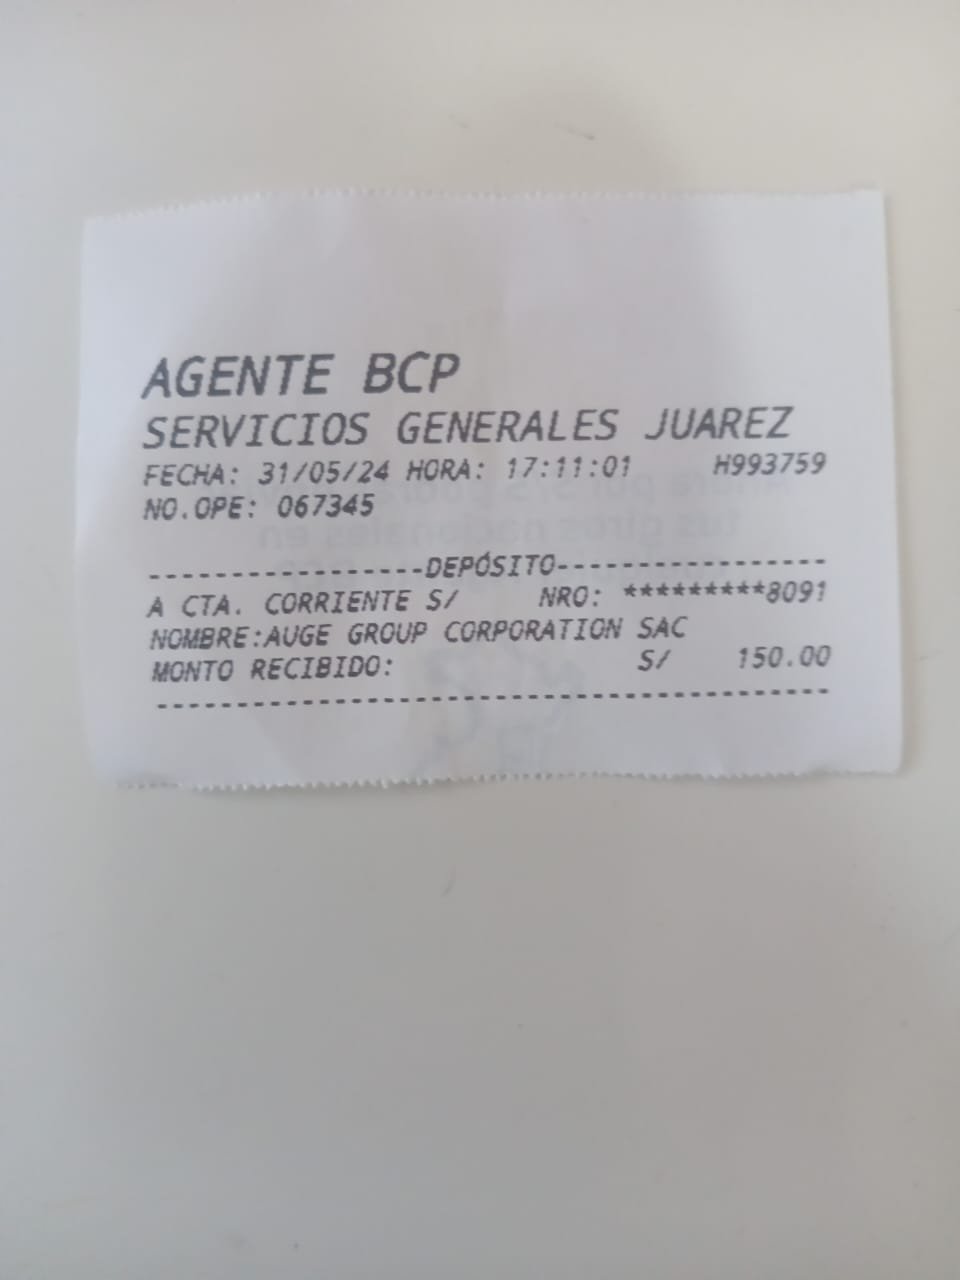 AGENTE BCP
SERVICIOS GENERALES JUAREZ
FECHA: 31/05/24 HORA: 17:11:01 H993759
NO.OPE: 067345
-----------------DEPÓSITO-----------------
A CTA. CORRIENTE S/ NRO: *********8091
NOMBRE:AUGE GROUP CORPORATION SAC
MONTO RECIBIDO: S/ 150.00
------------------------------------------